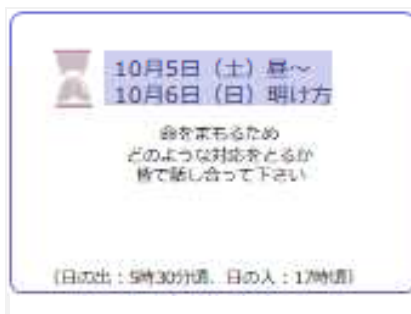 10月5日（土）昼～
10月6日（日）明け方
命をまもるため
どのような対応をとるか
皆で話し合って下さい
（日の出：5時30分頃、日の入：17時頃）